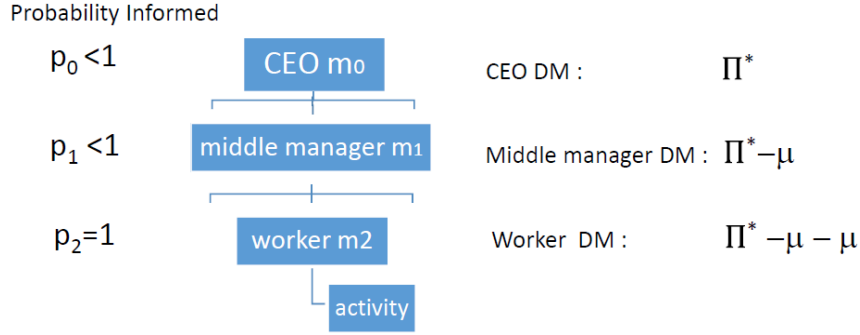 Probability Informed
p₀ <1
CEO m₀
CEO DM : Π*
p₁ <1
middle manager m₁
Middle manager DM : Π*−μ
p₂=1
worker m2
Worker DM : Π* −μ − μ
activity